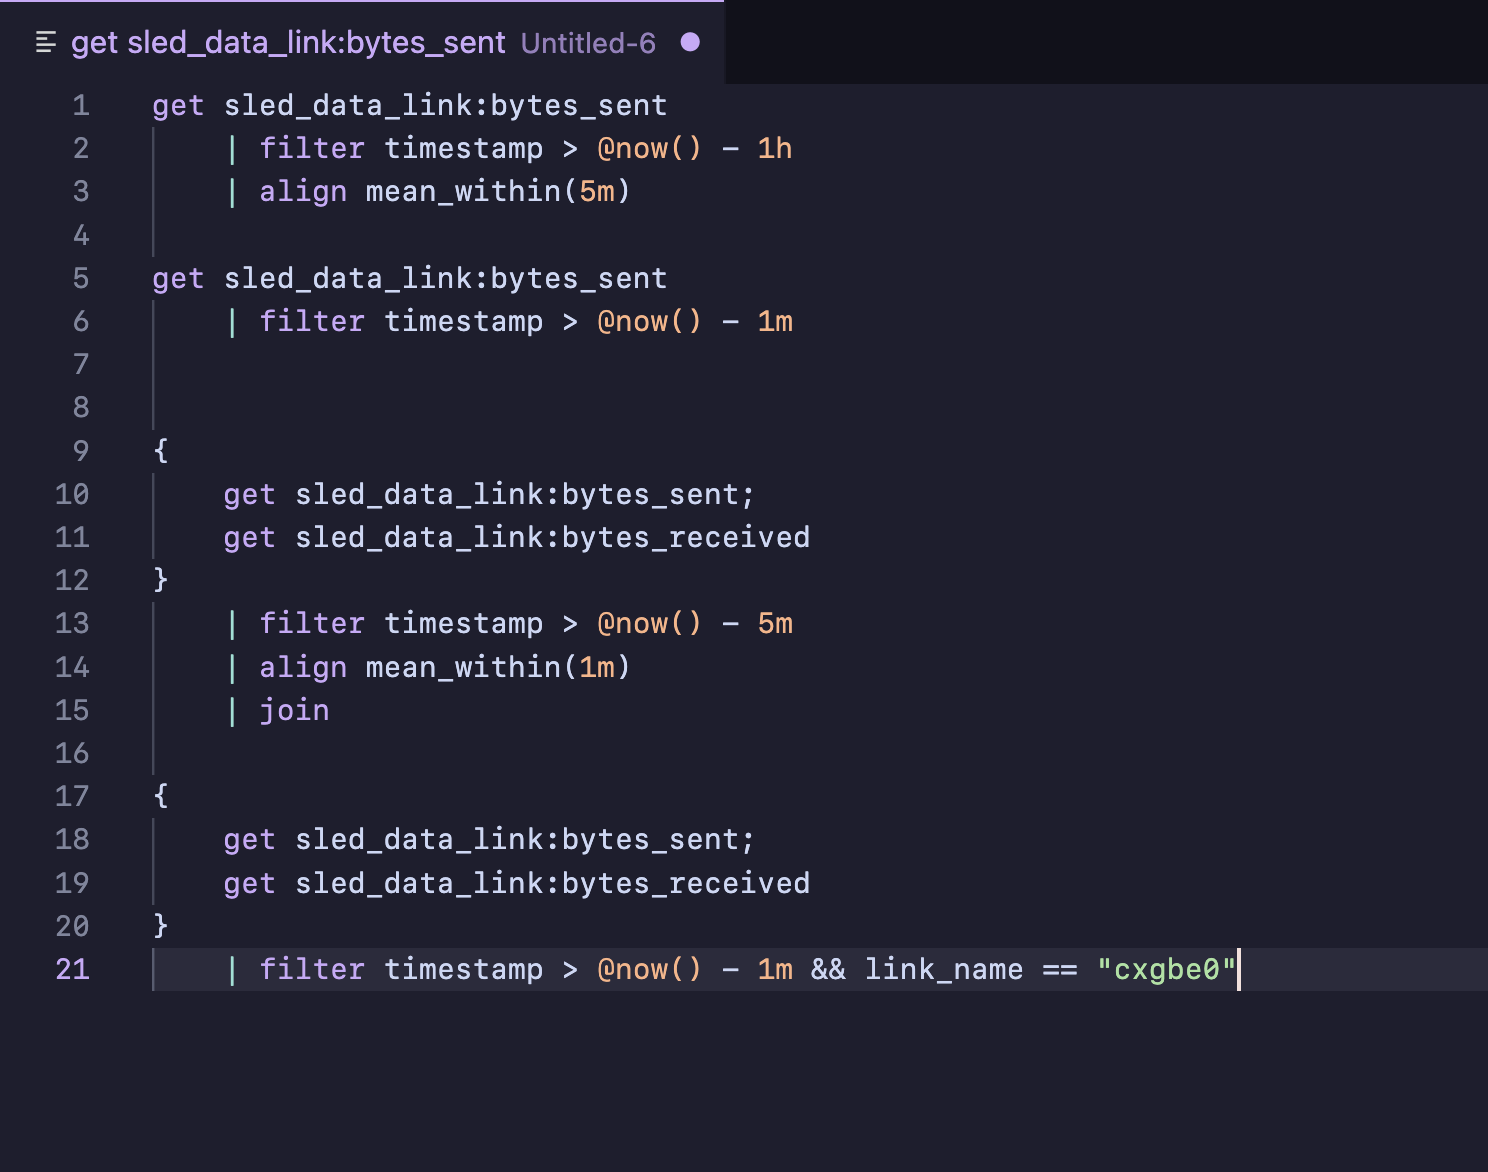 get sled_data_link:bytes_sent Untitled-6
1 get sled_data_link:bytes_sent
2 | filter timestamp > @now() - 1h
3 | align mean_within(5m)
4
5 get sled_data_link:bytes_sent
6 | filter timestamp > @now() - 1m
7
8
9 {
10 get sled_data_link:bytes_sent;
11 get sled_data_link:bytes_received
12 }
13 | filter timestamp > @now() - 5m
14 | align mean_within(1m)
15 | join
16
17 {
18 get sled_data_link:bytes_sent;
19 get sled_data_link:bytes_received
20 }
21 | filter timestamp > @now() - 1m && link_name == "cxgbe0"